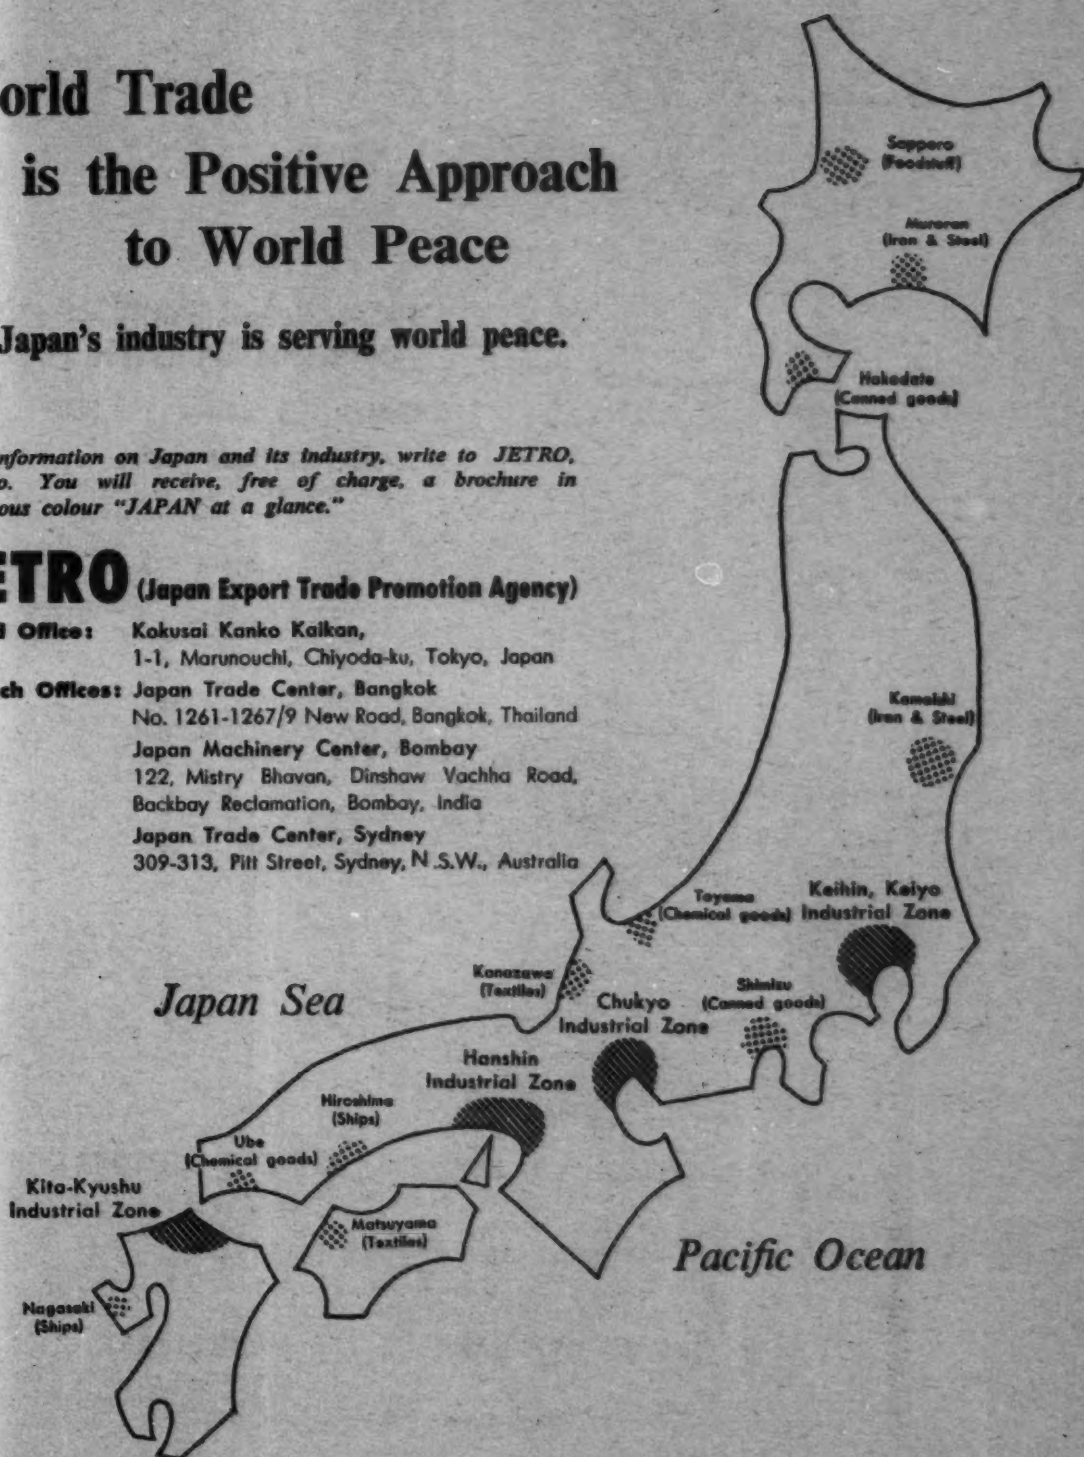 orld Trade
is the Positive Approach
to World Peace
Japan's industry is serving world peace.
nformation on Japan and its industry, write to JETRO,
o. You will receive, free of charge, a brochure in
ous colour "JAPAN at a glance."
ETRO (Japan Export Trade Promotion Agency)
d Office: Kokusai Kanko Kaikan,
1-1, Marunouchi, Chiyoda-ku, Tokyo, Japan
ch Offices: Japan Trade Center, Bangkok
No. 1261-1267/9 New Road, Bangkok, Thailand
Japan Machinery Center, Bombay
122, Mistry Bhavan, Dinshaw Vachha Road,
Backbay Reclamation, Bombay, India
Japan Trade Center, Sydney
309-313, Pitt Street, Sydney, N.S.W., Australia
Sapporo
(Foodstuff)
Muroran
(Iron & Steel)
Hakodate
(Canned goods)
Kamaishi
(Iron & Steel)
Toyama
(Chemical goods)
Keihin, Keiyo
Industrial Zone
Kanazawa
(Textiles)
Shimizu
(Canned goods)
Chukyo
Industrial Zone
Japan Sea
Hanshin
Industrial Zone
Hiroshima
(Ships)
Ube
(Chemical goods)
Kita-Kyushu
Industrial Zone
Matsuyama
(Textiles)
Pacific Ocean
Nagasaki
(Ships)